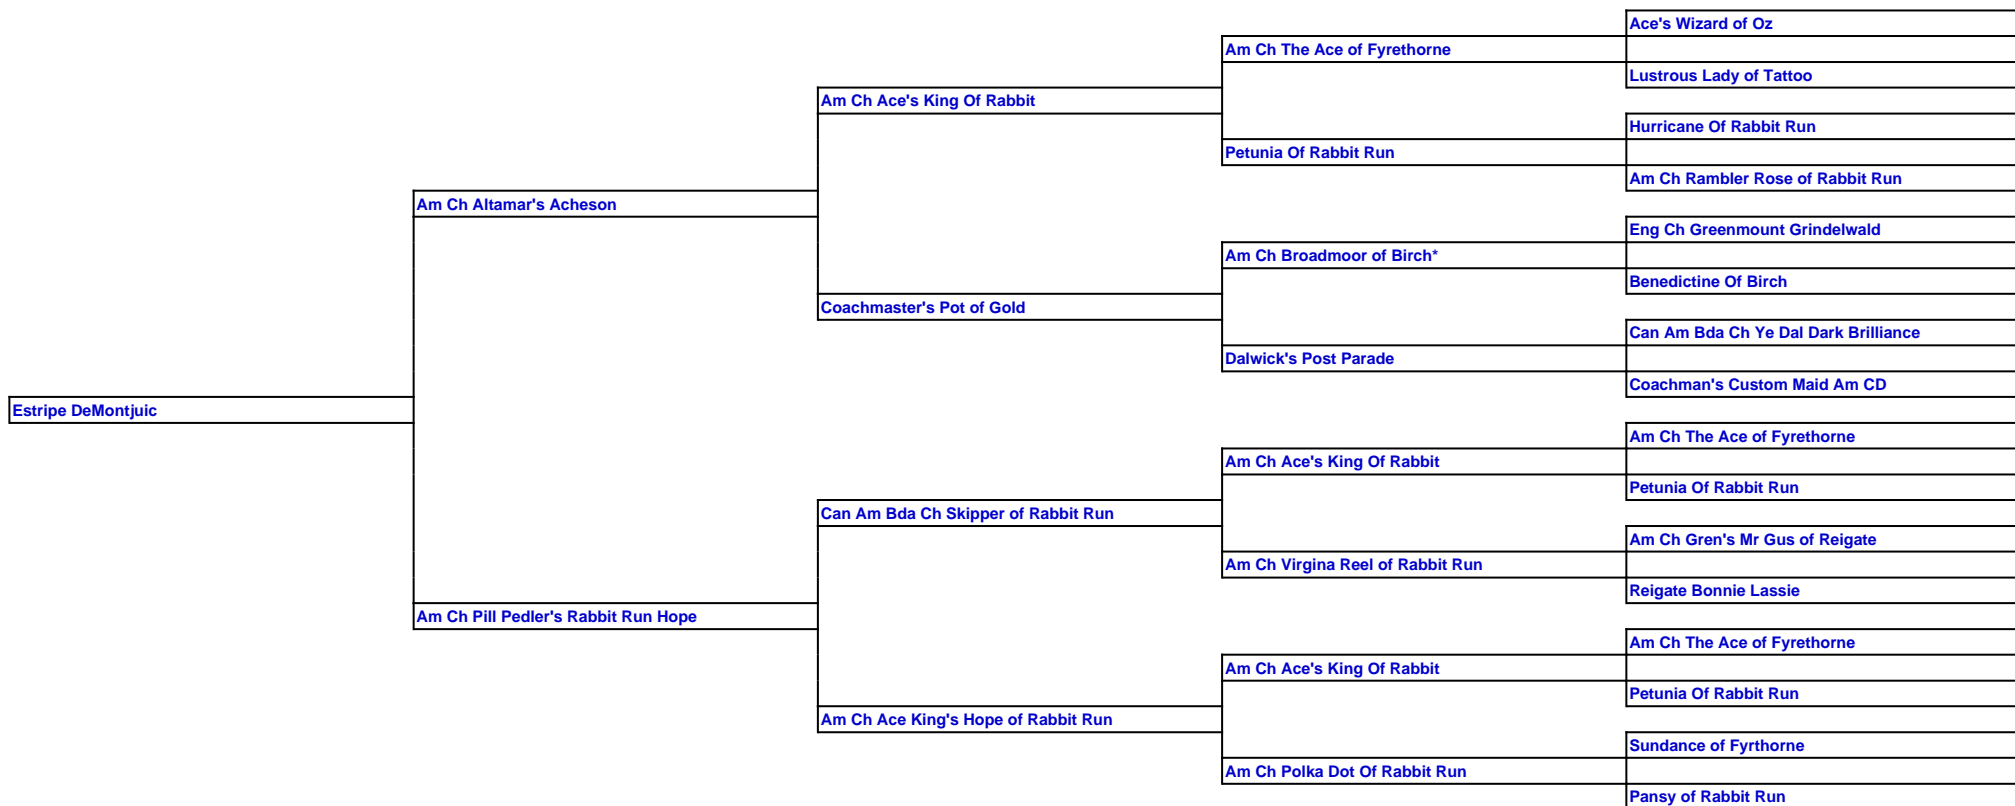 Ace's Wizard of Oz
Am Ch The Ace of Fyrethorne
Lustrous Lady of Tattoo
Am Ch Ace's King Of Rabbit
Hurricane Of Rabbit Run
Petunia Of Rabbit Run
Am Ch Rambler Rose of Rabbit Run
Am Ch Altamar's Acheson
Eng Ch Greenmount Grindelwald
Am Ch Broadmoor of Birch*
Benedictine Of Birch
Coachmaster's Pot of Gold
Can Am Bda Ch Ye Dal Dark Brilliance
Dalwick's Post Parade
Coachman's Custom Maid Am CD
Estripe DeMontjuic
Am Ch The Ace of Fyrethorne
Am Ch Ace's King Of Rabbit
Petunia Of Rabbit Run
Can Am Bda Ch Skipper of Rabbit Run
Am Ch Gren's Mr Gus of Reigate
Am Ch Virgina Reel of Rabbit Run
Reigate Bonnie Lassie
Am Ch Pill Pedler's Rabbit Run Hope
Am Ch The Ace of Fyrethorne
Am Ch Ace's King Of Rabbit
Petunia Of Rabbit Run
Am Ch Ace King's Hope of Rabbit Run
Sundance of Fyrthorne
Am Ch Polka Dot Of Rabbit Run
Pansy of Rabbit Run